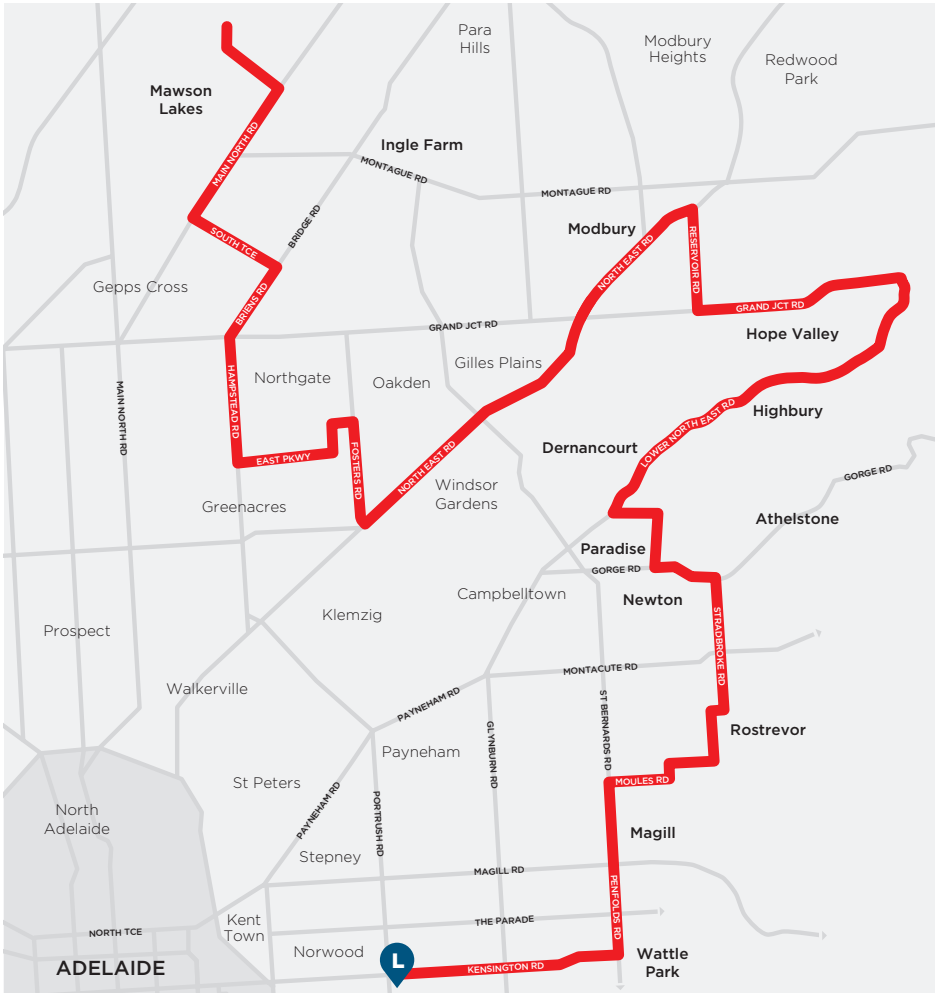 Para
Hills
Modbury
Heights
Redwood
Park
Mawson
Lakes
MAIN NORTH RD
Ingle Farm
MONTAGUE RD
MONTAGUE RD
BRIDGE RD
SOUTH TCE
Modbury
NORTH EAST RD
RESERVOIR RD
Gepps Cross
BRIENS RD
GRAND JCT RD
GRAND JCT RD
Hope Valley
Northgate
Oakden
Gilles Plains
HAMPSTEAD RD
MAIN NORTH RD
Highbury
LOWER NORTH EAST RD
Dernancourt
EAST PKWY
FOSTERS RD
NORTH EAST RD
Windsor
Gardens
GORGE RD
Greenacres
Athelstone
Paradise
GORGE RD
Campbelltown
Newton
Klemzig
Prospect
STRADBROKE RD
MONTACUTE RD
Walkerville
PAYNEHAM RD
ST BERNARDS RD
GLYNBURN RD
Rostrevor
Payneham
St Peters
MOULES RD
PAYNEHAM RD
PORTRUSH RD
North
Adelaide
Magill
Stepney
MAGILL RD
PENFOLDS RD
Kent
Town
THE PARADE
NORTH TCE
Norwood
L
KENSINGTON RD
Wattle
Park
ADELAIDE